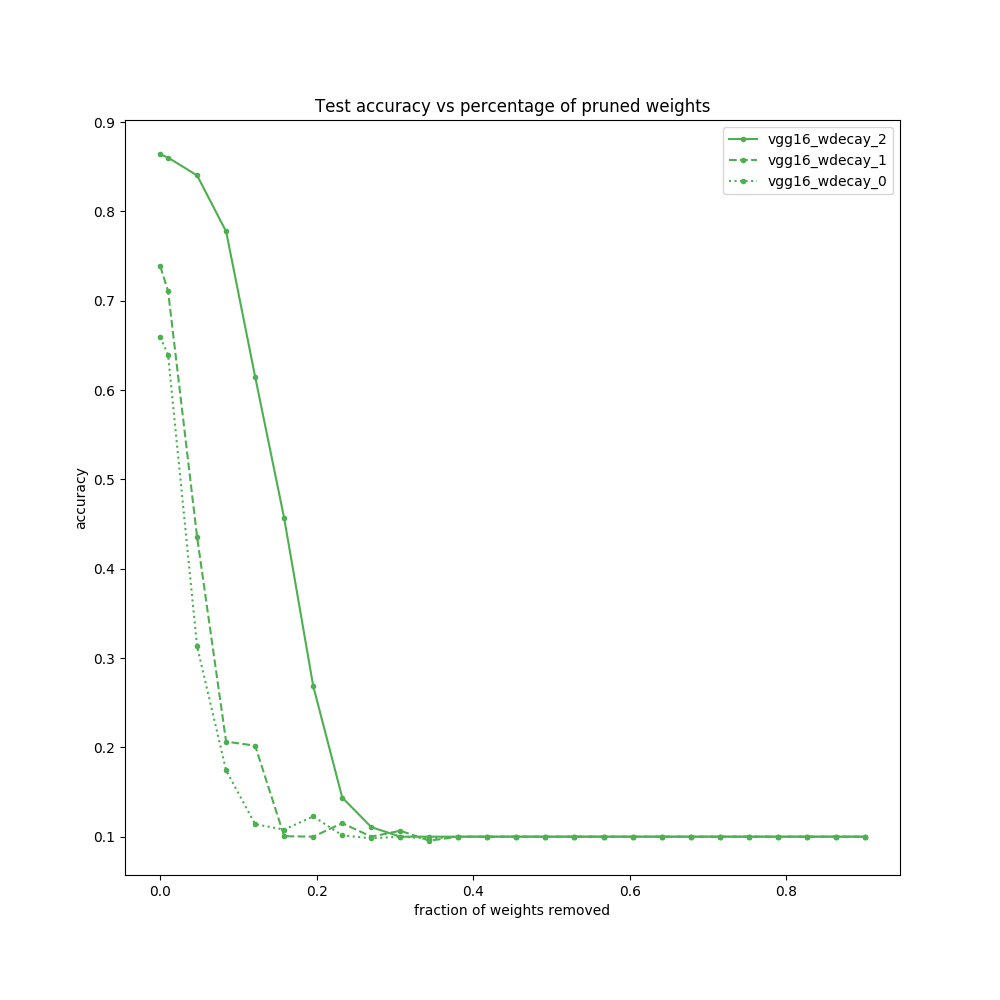 Test accuracy vs percentage of pruned weights
vgg16_wdecay_2
vgg16_wdecay_1
vgg16_wdecay_0
0.9
0.8
0.7
0.6
0.5
0.4
0.3
0.2
0.1
accuracy
0.0 0.2 0.4 0.6 0.8
fraction of weights removed